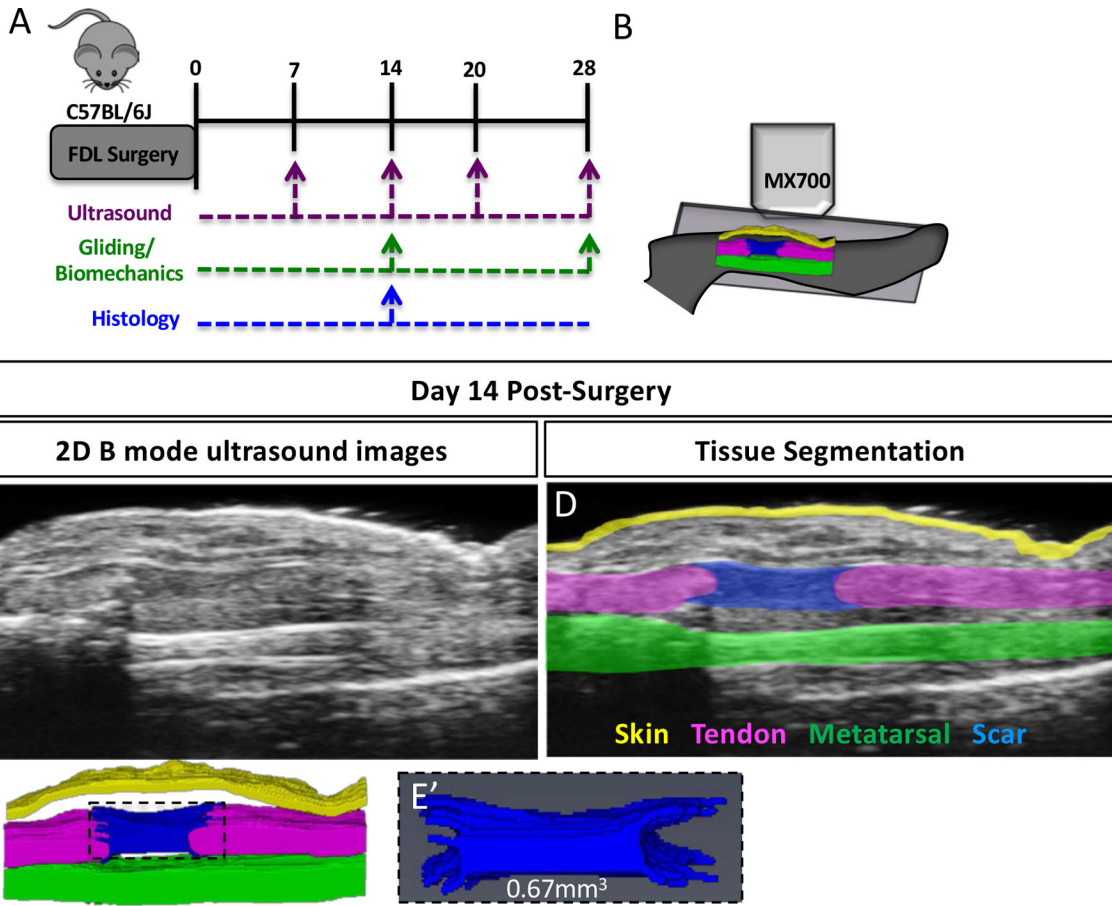 A
B
0 7 14 20 28
C57BL/6J
FDL Surgery
Ultrasound
Gliding/
Biomechanics
Histology
MX700
Day 14 Post-Surgery
2D B mode ultrasound images
Tissue Segmentation
D
Skin Tendon Metatarsal Scar
E’
0.67mm³